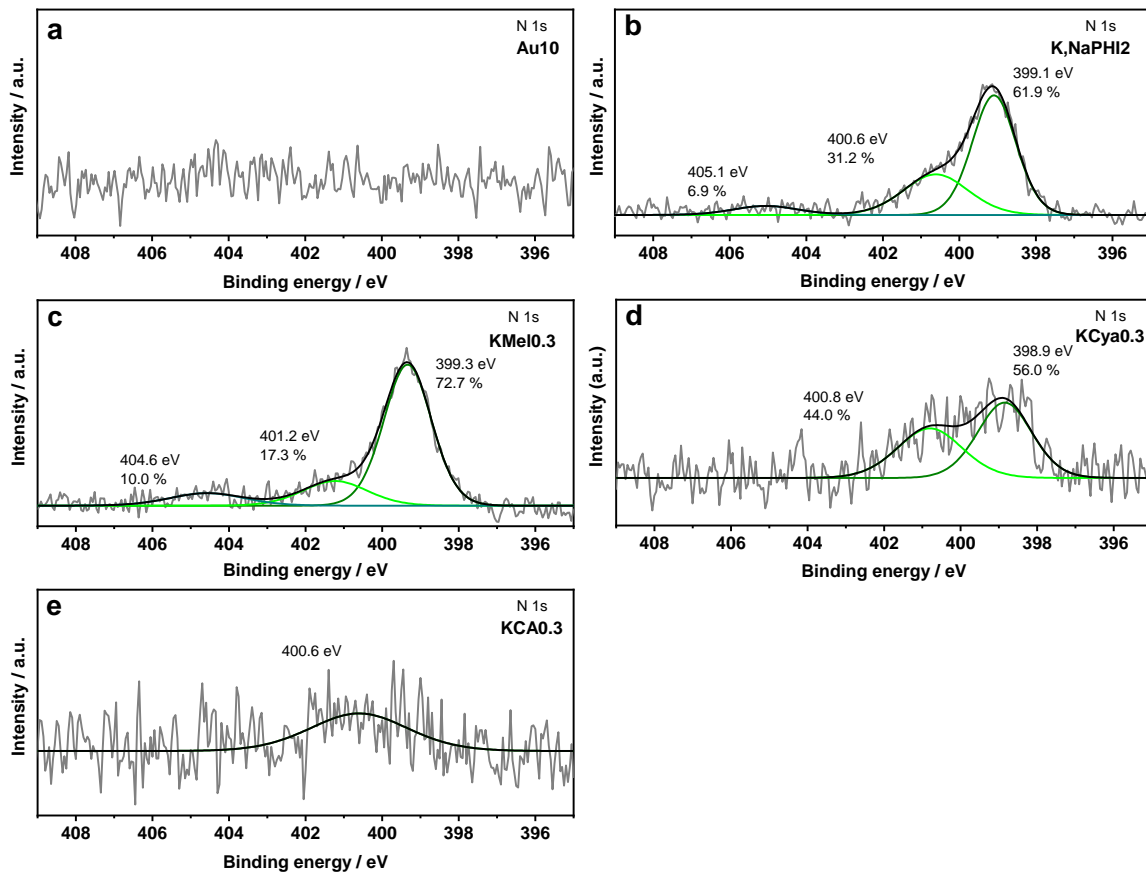 a
N 1s
Au10
Intensity / a.u.
408 406 404 402 400 398 396
Binding energy / eV
b
N 1s
K,NaPHI2
399.1 eV
61.9 %
400.6 eV
31.2 %
405.1 eV
6.9 %
Intensity / a.u.
408 406 404 402 400 398 396
Binding energy / eV
c
N 1s
KMel0.3
399.3 eV
72.7 %
401.2 eV
17.3 %
404.6 eV
10.0 %
Intensity / a.u.
408 406 404 402 400 398 396
Binding energy / eV
d
N 1s
KCya0.3
398.9 eV
56.0 %
400.8 eV
44.0 %
Intensity (a.u.)
408 406 404 402 400 398 396
Binding energy / eV
e
N 1s
KCA0.3
400.6 eV
Intensity / a.u.
408 406 404 402 400 398 396
Binding energy / eV